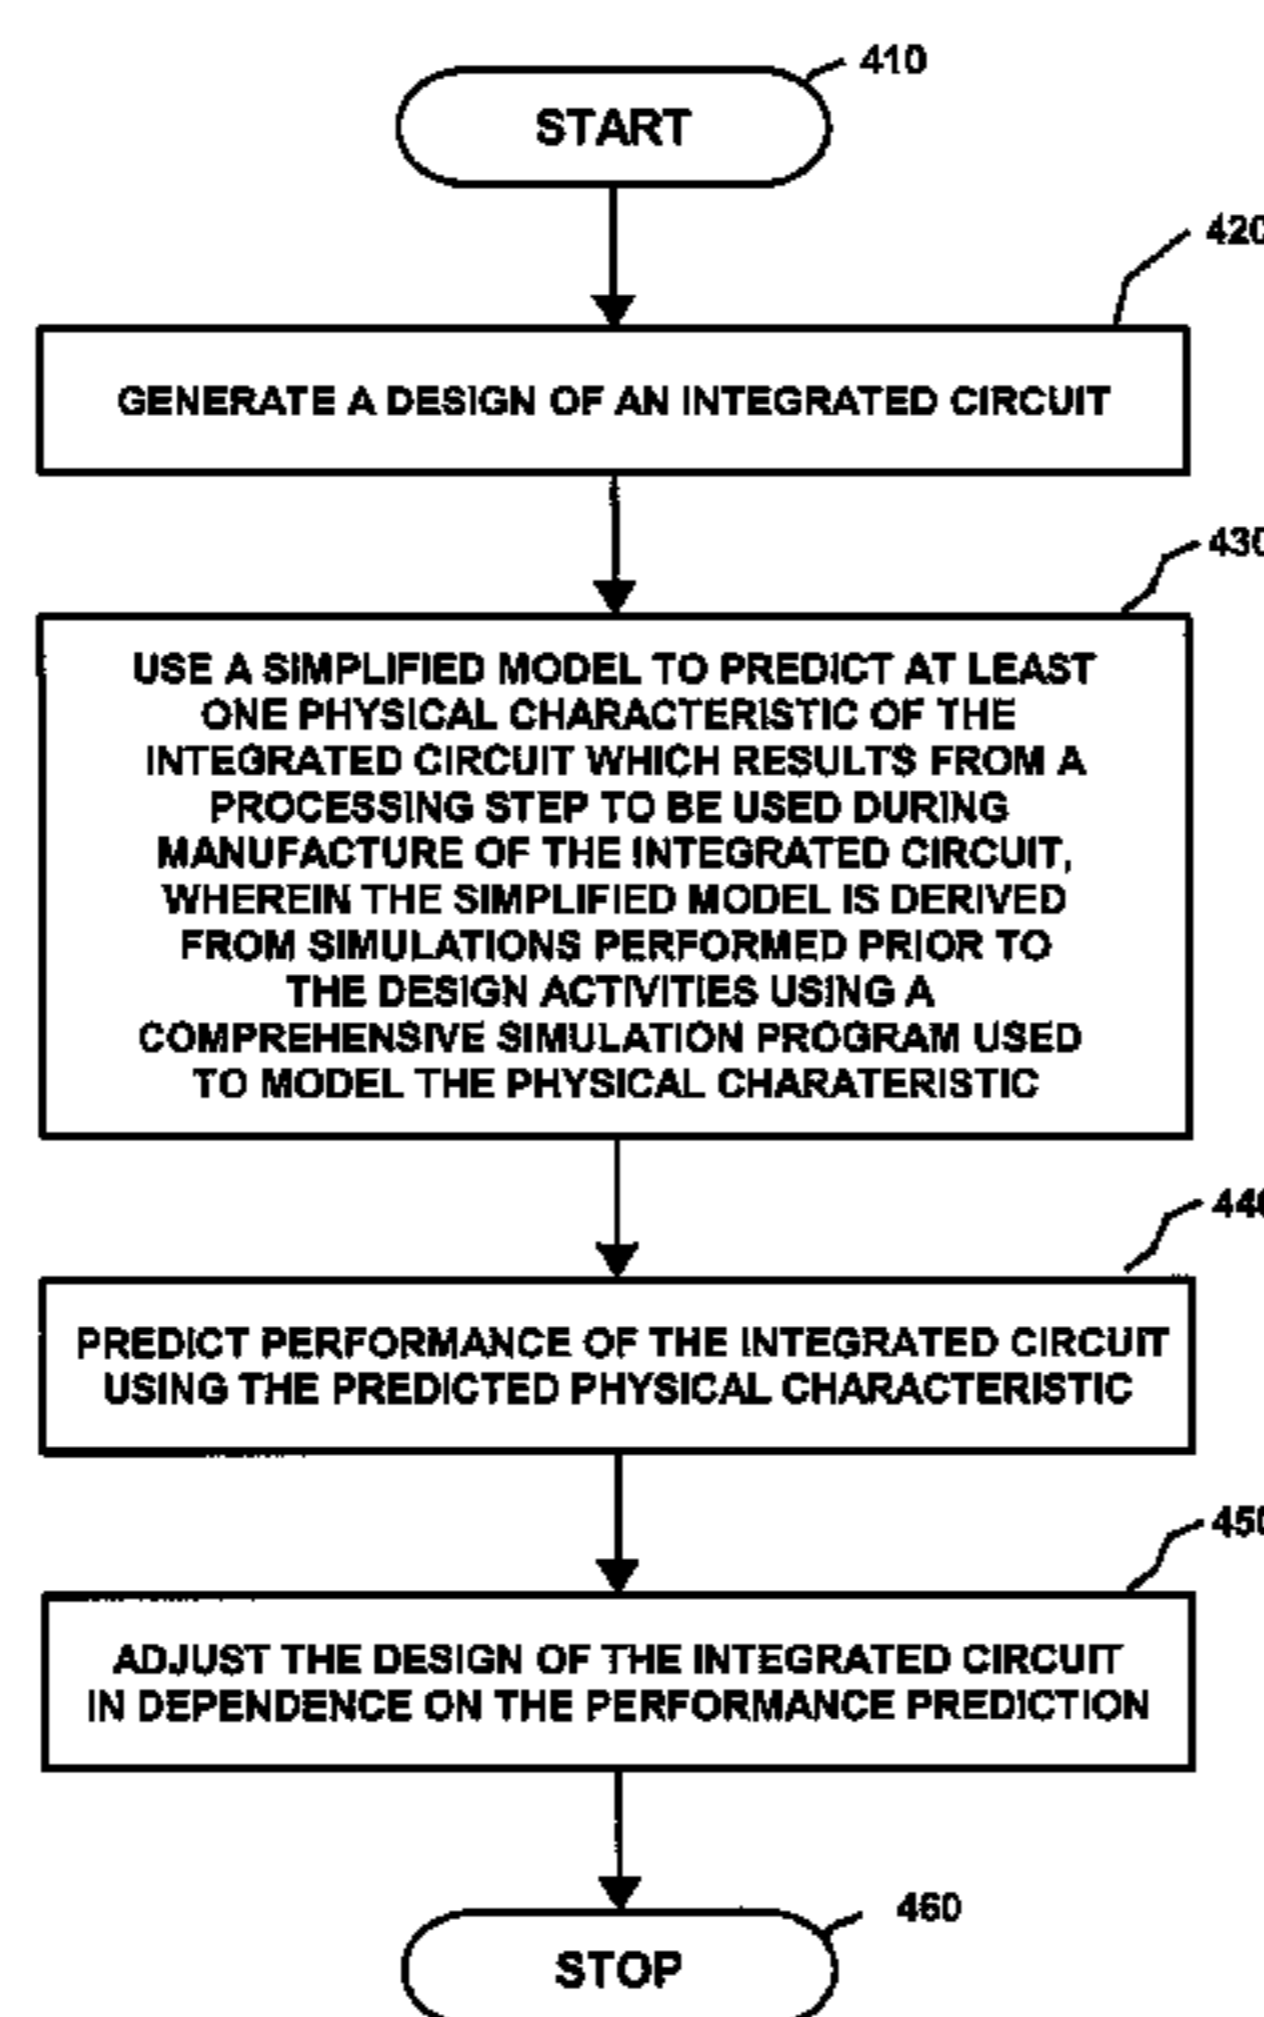 410
START
420
GENERATE A DESIGN OF AN INTEGRATED CIRCUIT
430
USE A SIMPLIFIED MODEL TO PREDICT AT LEAST
ONE PHYSICAL CHARACTERISTIC OF THE
INTEGRATED CIRCUIT WHICH RESULTS FROM A
PROCESSING STEP TO BE USED DURING
MANUFACTURE OF THE INTEGRATED CIRCUIT,
WHEREIN THE SIMPLIFIED MODEL IS DERIVED
FROM SIMULATIONS PERFORMED PRIOR TO
THE DESIGN ACTIVITIES USING A
COMPREHENSIVE SIMULATION PROGRAM USED
TO MODEL THE PHYSICAL CHARATERISTIC
440
PREDICT PERFORMANCE OF THE INTEGRATED CIRCUIT
USING THE PREDICTED PHYSICAL CHARACTERISTIC
450
ADJUST THE DESIGN OF THE INTEGRATED CIRCUIT
IN DEPENDENCE ON THE PERFORMANCE PREDICTION
460
STOP